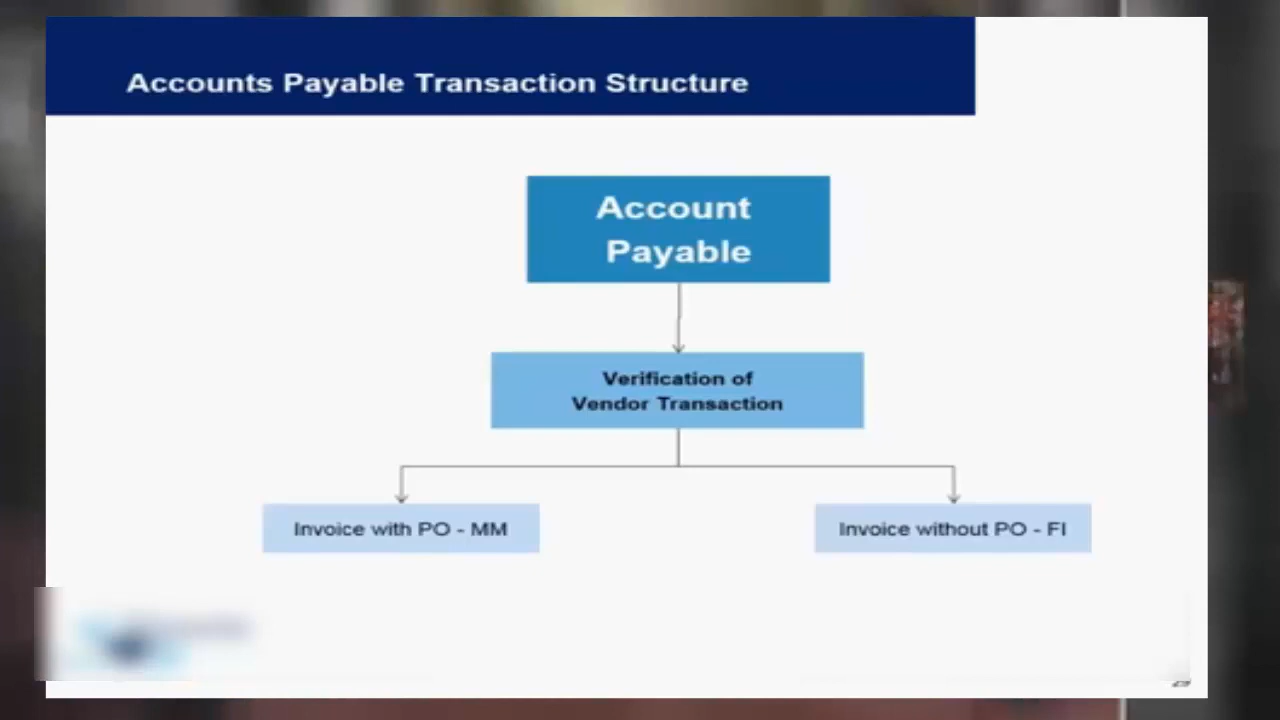 Accounts Payable Transaction Structure
Account
Payable
Verification of
Vendor Transaction
Invoice with PO - MM
Invoice without PO - FI